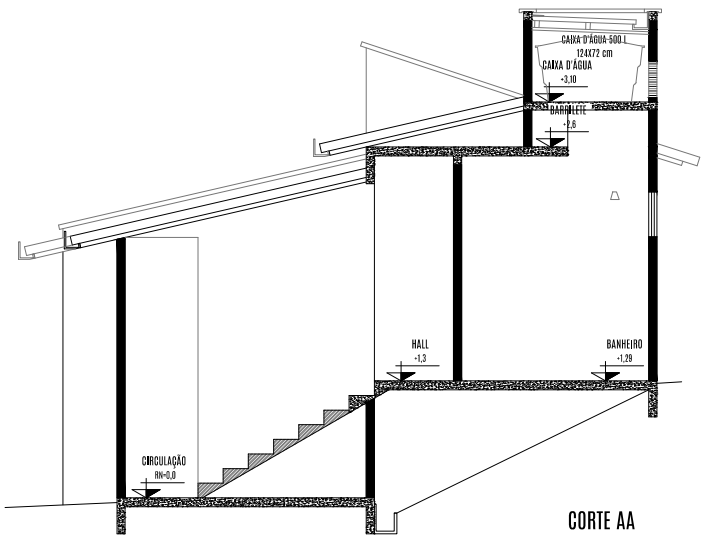 CAIXA D'ÁGUA 500 L
124X72 cm
CAIXA D'ÁGUA
+3,10
BARRILETE
+2,6
HALL
+1,3
BANHEIRO
+1,29
CIRCULAÇÃO
RN=0,0
CORTE AA